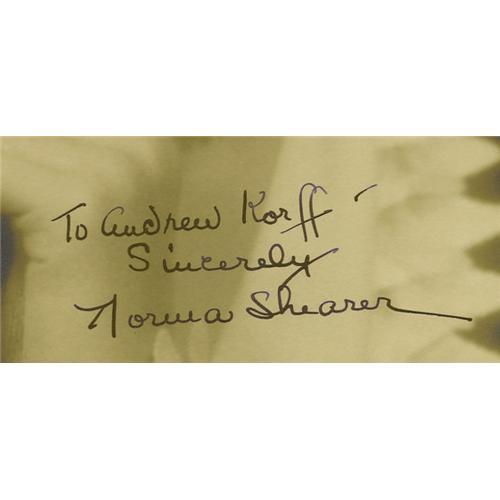 To Andrew Korff -
Sincerely
Norma Shearer